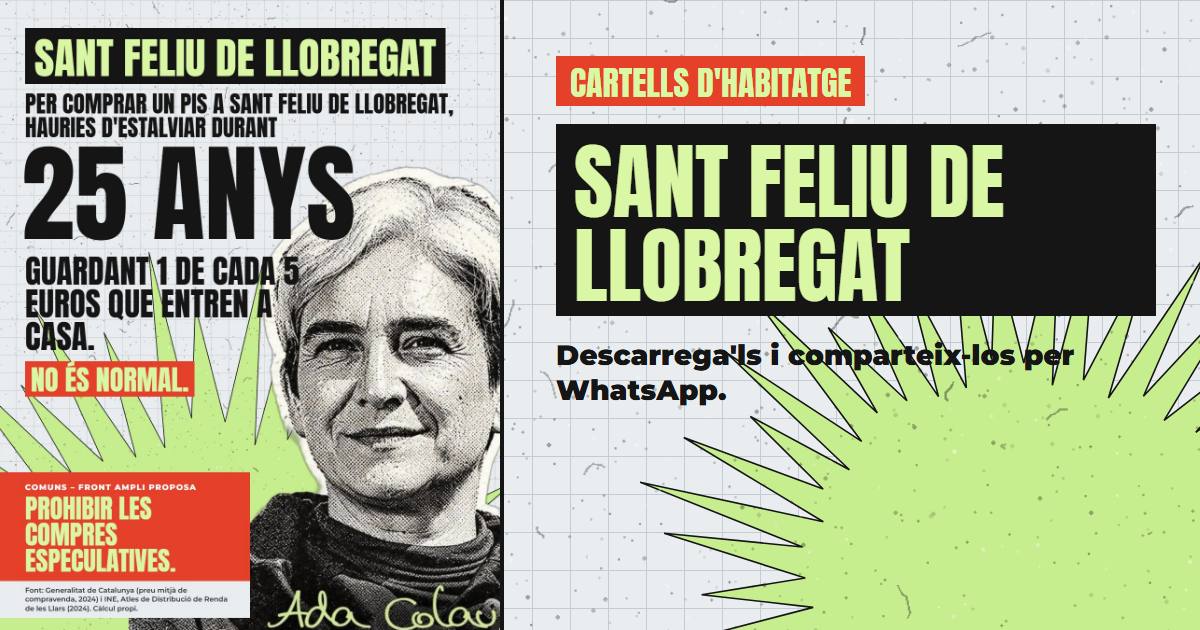 SANT FELIU DE LLOBREGAT
PER COMPRAR UN PIS A SANT FELIU DE LLOBREGAT,
HAURIES D'ESTALVIAR DURANT
25 ANYS
GUARDANT 1 DE CADA 5
EUROS QUE ENTREN A
CASA.
NO ÉS NORMAL.
COMUNS – FRONT AMPLI PROPOSA
PROHIBIR LES
COMPRES
ESPECULATIVES.
Font: Generalitat de Catalunya (preu mitjà de
compravenda, 2024) i INE, Atles de Distribució de Renda
de les Llars (2024). Càlcul propi.
Ada Colau
CARTELLS D'HABITATGE
SANT FELIU DE
LLOBREGAT
Descarrega'ls i comparteix-los per
WhatsApp.